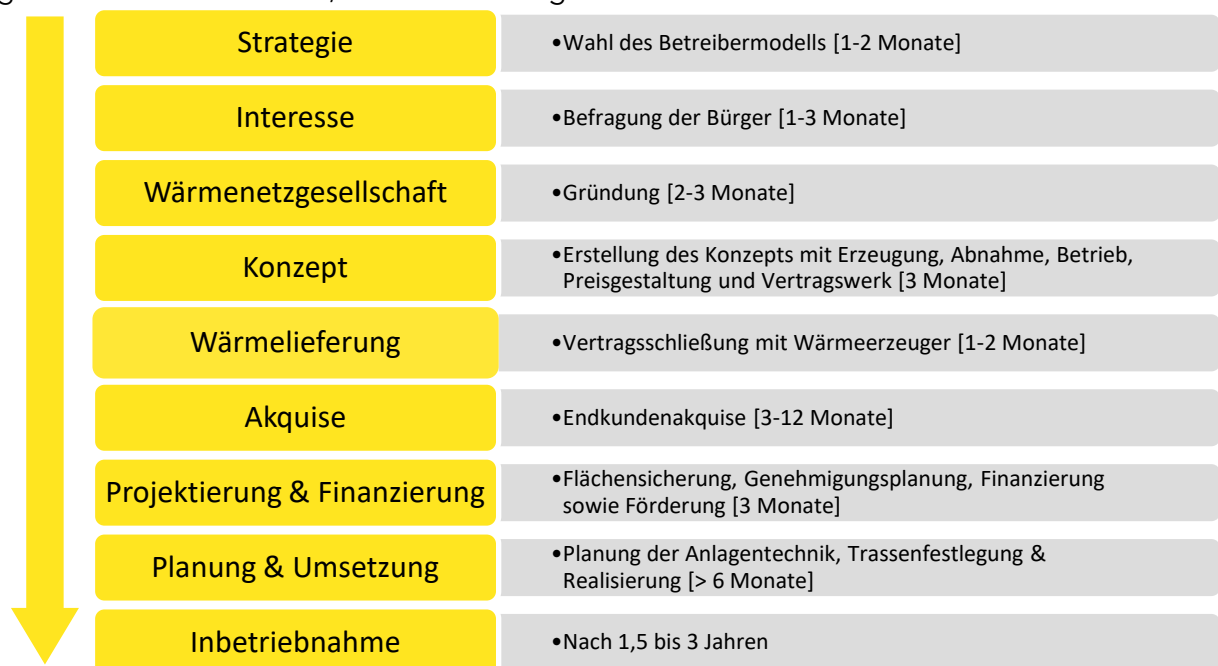 Strategie
•Wahl des Betreibermodells [1-2 Monate]
Interesse
•Befragung der Bürger [1-3 Monate]
Wärmenetzgesellschaft
•Gründung [2-3 Monate]
Konzept
•Erstellung des Konzepts mit Erzeugung, Abnahme, Betrieb,
Preisgestaltung und Vertragswerk [3 Monate]
Wärmelieferung
•Vertragsschließung mit Wärmeerzeuger [1-2 Monate]
Akquise
•Endkundenakquise [3-12 Monate]
Projektierung & Finanzierung
•Flächensicherung, Genehmigungsplanung, Finanzierung
sowie Förderung [3 Monate]
Planung & Umsetzung
•Planung der Anlagentechnik, Trassenfestlegung &
Realisierung [> 6 Monate]
Inbetriebnahme
•Nach 1,5 bis 3 Jahren